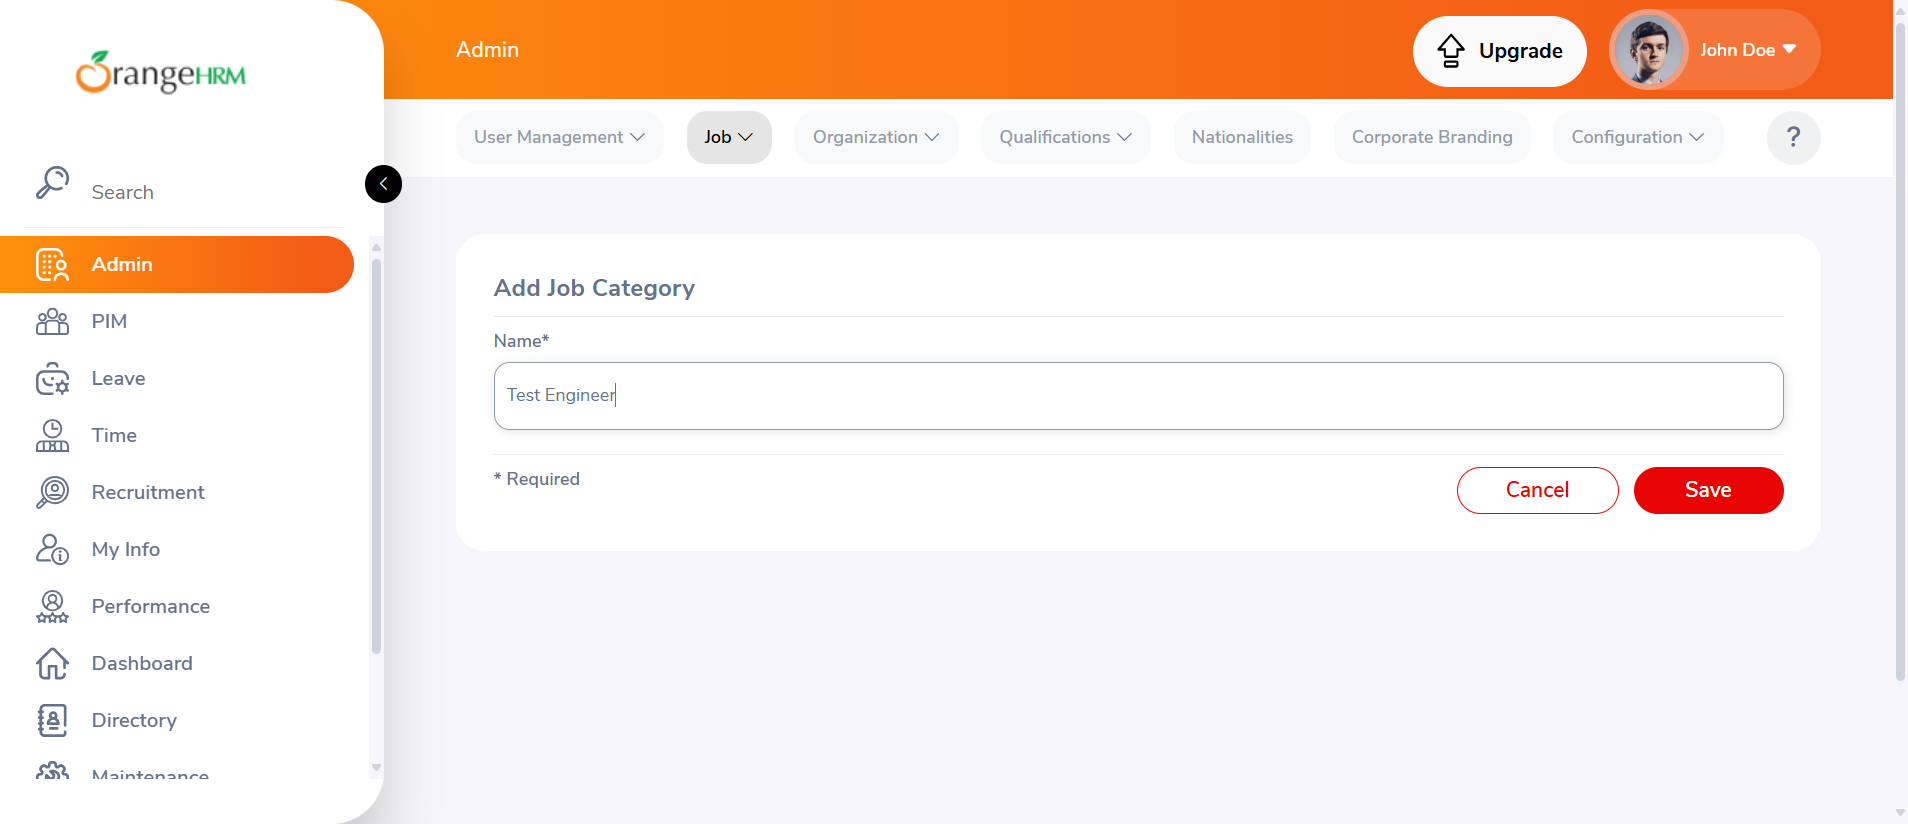 OrangeHRM
Search
Admin
PIM
Leave
Time
Recruitment
My Info
Performance
Dashboard
Directory
Maintenance
Admin
Upgrade
John Doe
User Management
Job
Organization
Qualifications
Nationalities
Corporate Branding
Configuration
?
Add Job Category
Name*
Test Engineer
* Required
Cancel
Save